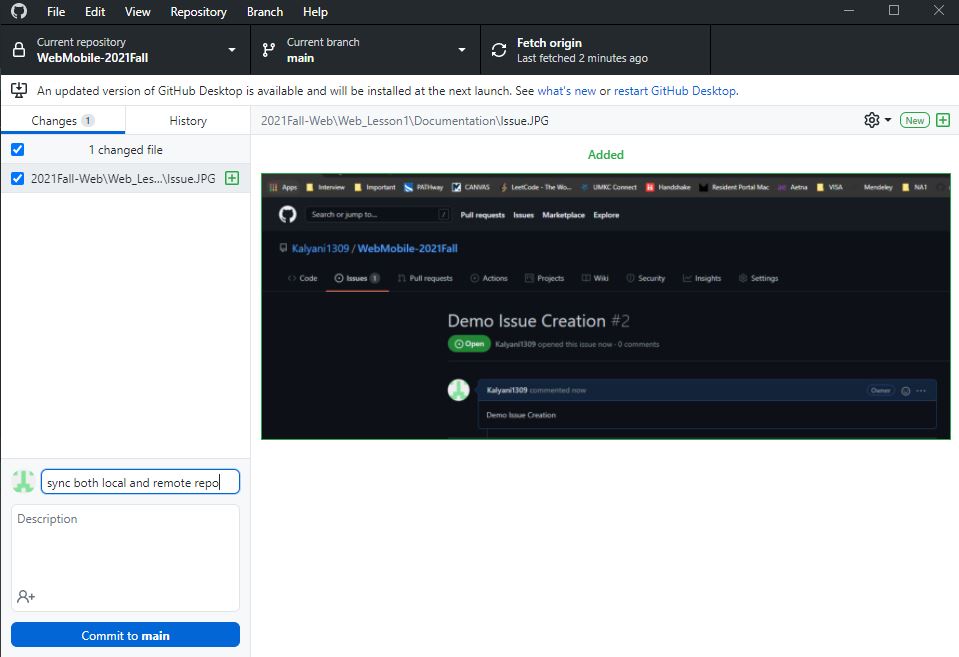 File Edit View Repository Branch Help
Current repository
WebMobile-2021Fall
Current branch
main
Fetch origin
Last fetched 2 minutes ago
An updated version of GitHub Desktop is available and will be installed at the next launch. See what's new or restart GitHub Desktop.
Changes 1
History
2021Fall-Web\Web_Lesson1\Documentation\Issue.JPG
New
1 changed file
2021Fall-Web\Web_Les...\Issue.JPG
Added
Apps Interview Important PATHway CANVAS LeetCode - The Wo... UMKC Connect Handshake Resident Portal Mac Aetna VISA Mendeley NA1
Search or jump to... /
Pull requests Issues Marketplace Explore
Kalyani1309 / WebMobile-2021Fall
Code Issues 1 Pull requests Actions Projects Wiki Security Insights Settings
Demo Issue Creation #2
Open Kalyani1309 opened this issue now · 0 comments
Kalyani1309 commented now Owner ...
Demo Issue Creation
sync both local and remote repo
Description
Commit to main